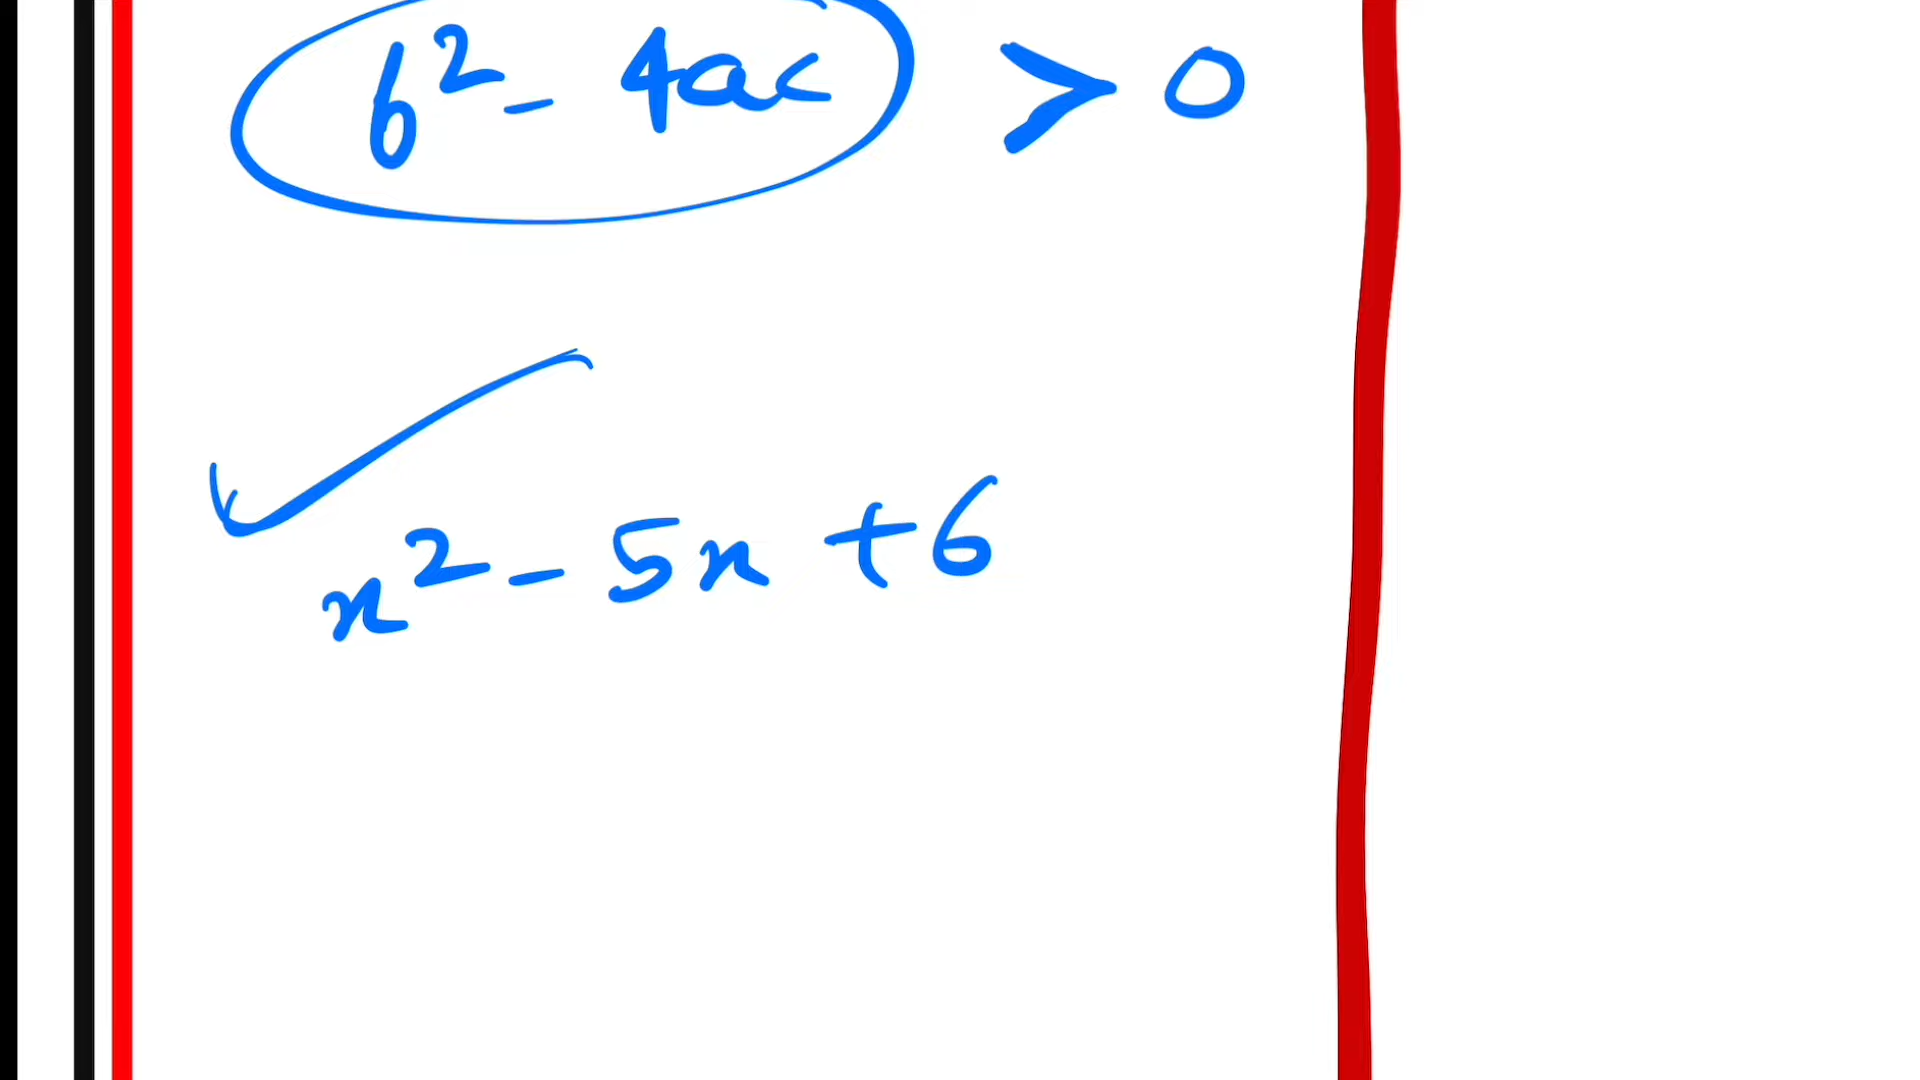 b² - 4ac > 0
x² - 5x + 6